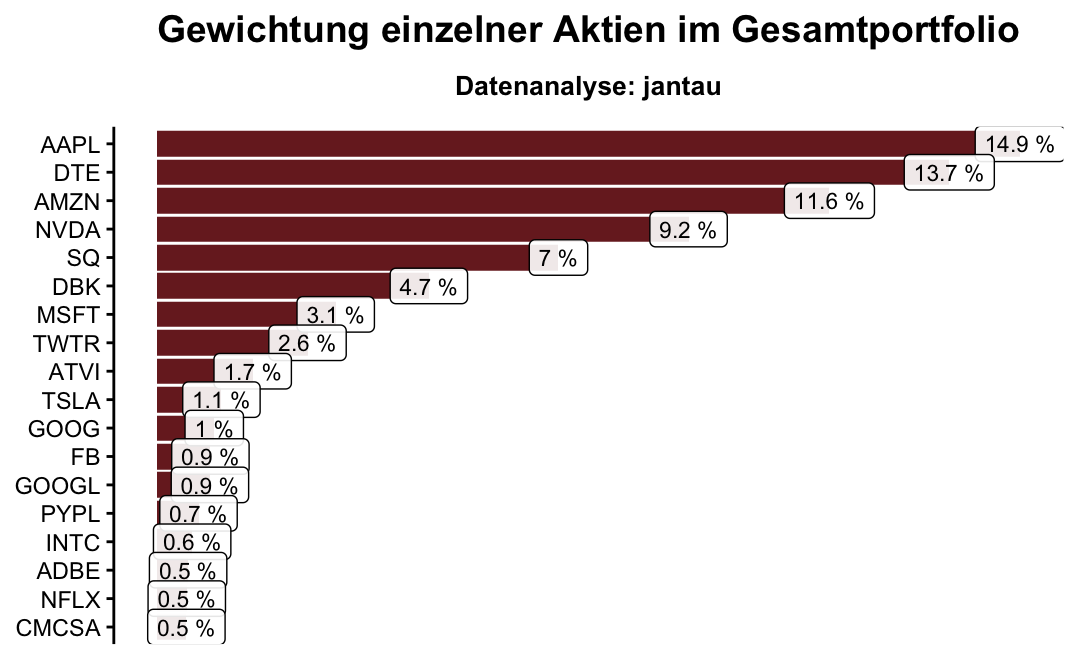 Gewichtung einzelner Aktien im Gesamtportfolio
Datenanalyse: jantau
AAPL 14.9 %
DTE 13.7 %
AMZN 11.6 %
NVDA 9.2 %
SQ 7 %
DBK 4.7 %
MSFT 3.1 %
TWTR 2.6 %
ATVI 1.7 %
TSLA 1.1 %
GOOG 1 %
FB 0.9 %
GOOGL 0.9 %
PYPL 0.7 %
INTC 0.6 %
ADBE 0.5 %
NFLX 0.5 %
CMCSA 0.5 %